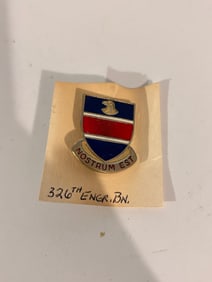 NOSTRUM EST
326TH ENGR. BN.